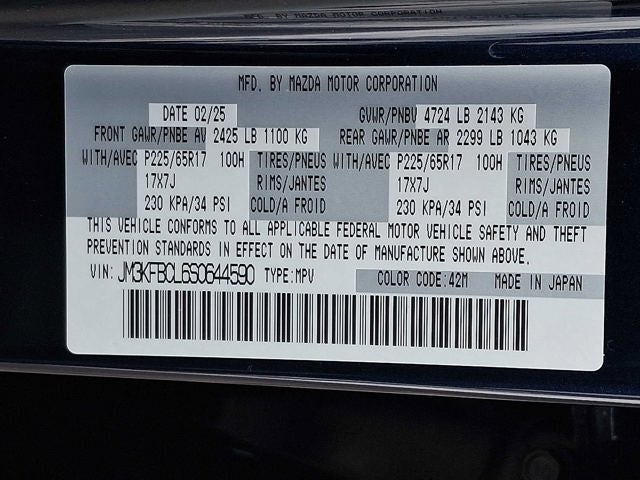 MFD. BY MAZDA MOTOR CORPORATION
DATE 02/25 GVWR/PNBV 4724 LB 2143 KG
FRONT GAWR/PNBE AV 2425 LB 1100 KG REAR GAWR/PNBE AR 2299 LB 1043 KG
WITH/AVEC P225/65R17 100H TIRES/PNEUS P225/65R17 100H TIRES/PNEUS
17X7J RIMS/JANTES 17X7J RIMS/JANTES
230 KPA/34 PSI COLD/A FROID 230 KPA/34 PSI COLD/A FROID
THIS VEHICLE CONFORMS TO ALL APPLICABLE FEDERAL MOTOR VEHICLE SAFETY AND THEFT
PREVENTION STANDARDS IN EFFECT ON THE DATE OF MANUFACTURE SHOWN ABOVE.
VIN: JM3KFBCL6S0644590 TYPE: MPV COLOR CODE: 42M MADE IN JAPAN